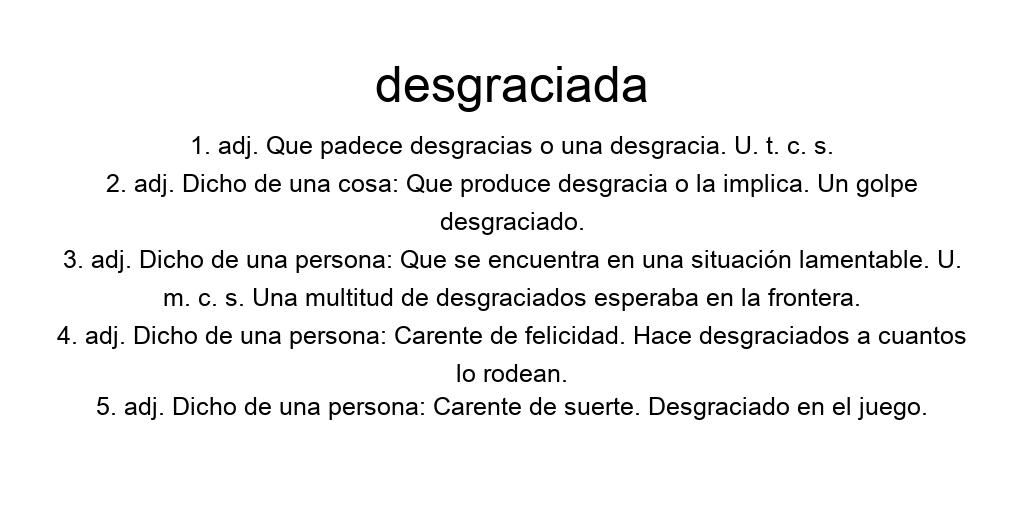 desgraciada
1. adj. Que padece desgracias o una desgracia. U. t. c. s.
2. adj. Dicho de una cosa: Que produce desgracia o la implica. Un golpe
desgraciado.
3. adj. Dicho de una persona: Que se encuentra en una situación lamentable. U.
m. c. s. Una multitud de desgraciados esperaba en la frontera.
4. adj. Dicho de una persona: Carente de felicidad. Hace desgraciados a cuantos
lo rodean.
5. adj. Dicho de una persona: Carente de suerte. Desgraciado en el juego.